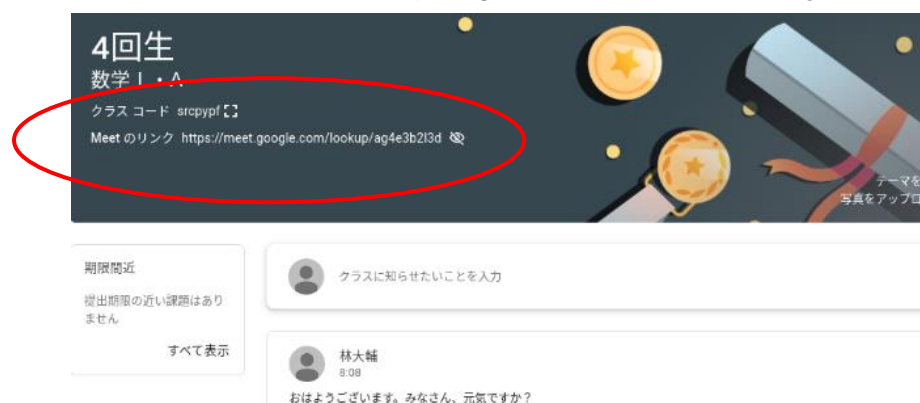 4回生
数学Ⅰ・A
クラス コード srcpypf
Meet のリンク https://meet.google.com/lookup/ag4e3b2l3d
テーマを
写真をアップロ
期限間近
提出期限の近い課題はあり
ません
すべて表示
クラスに知らせたいことを入力
林大輔
8:08
おはようございます。みなさん、元気ですか？